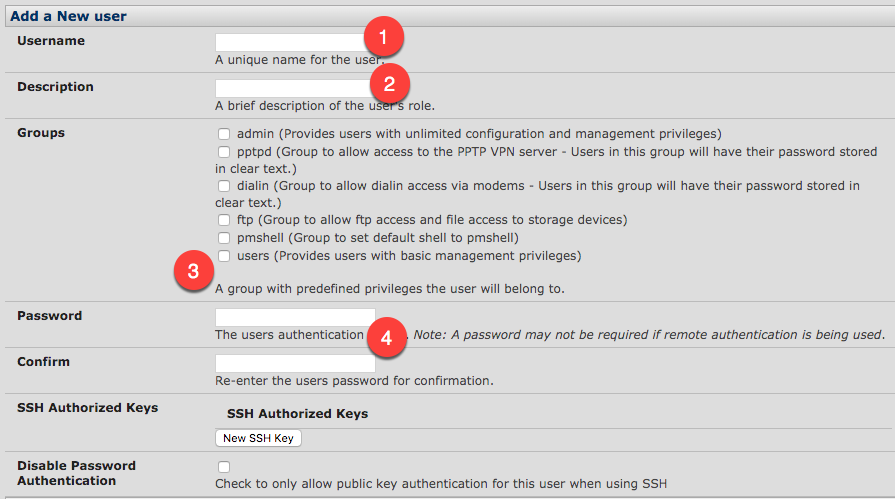 Add a New user
Username
1
A unique name for the user.
Description
2
A brief description of the user's role.
Groups
admin (Provides users with unlimited configuration and management privileges)
pptpd (Group to allow access to the PPTP VPN server - Users in this group will have their password stored
in clear text.)
dialin (Group to allow dialin access via modems - Users in this group will have their password stored in
clear text.)
ftp (Group to allow ftp access and file access to storage devices)
pmshell (Group to set default shell to pmshell)
users (Provides users with basic management privileges)
3
A group with predefined privileges the user will belong to.
Password
The users authentication . Note: A password may not be required if remote authentication is being used.
4
Confirm
Re-enter the users password for confirmation.
SSH Authorized Keys
SSH Authorized Keys
New SSH Key
Disable Password
Authentication
Check to only allow public key authentication for this user when using SSH